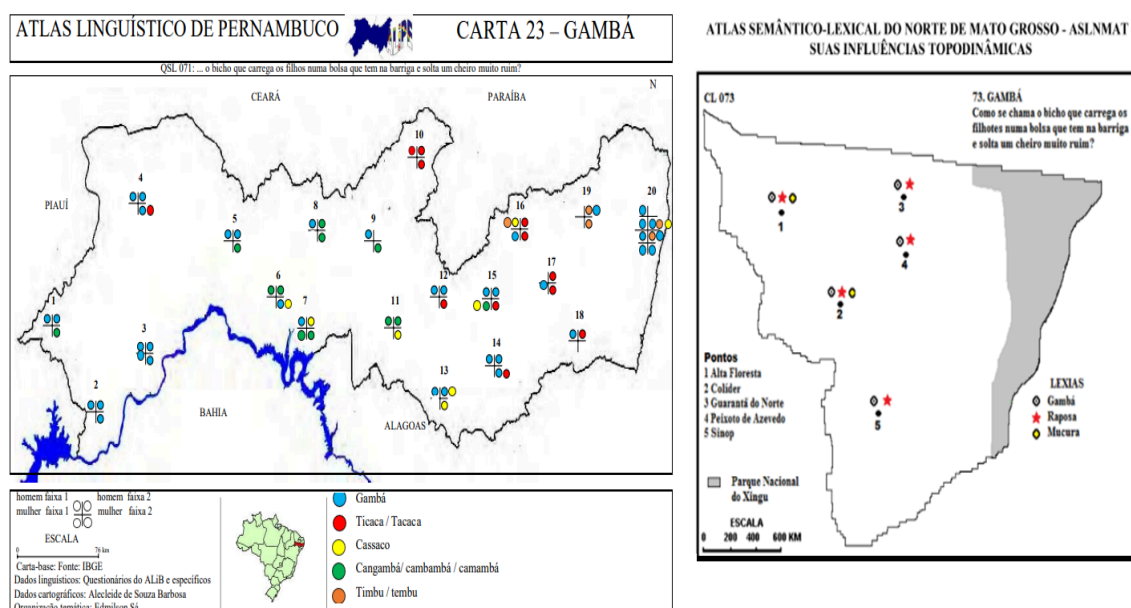 ATLAS LINGUÍSTICO DE PERNAMBUCO
CARTA 23 – GAMBÁ
QSL 071: ... o bicho que carrega os filhos numa bolsa que tem na barriga e solta um cheiro muito ruim?
N
CEARÁ
PARAÍBA
PIAUÍ
BAHIA
ALAGOAS
10
4
19
20
8
16
5
9
17
6
12
15
7
11
1
3
18
14
13
2
homem faixa 1
homem faixa 2
mulher faixa 1
mulher faixa 2
ESCALA
0
76 km
Carta-base: Fonte: IBGE
Dados linguísticos: Questionários do ALiB e específicos
Dados cartográficos: Alecleide de Souza Barbosa
Organização temática: Edmilson Sá
Gambá
Ticaca / Tacaca
Cassaco
Cangambá/ cambambá / camambá
Timbu / tembu
ATLAS SEMÂNTICO-LEXICAL DO NORTE DE MATO GROSSO - ASLNMAT
SUAS INFLUÊNCIAS TOPODINÂMICAS
CL 073
73. GAMBÁ
Como se chama o bicho que carrega os
filhotes numa bolsa que tem na barriga
e solta um cheiro muito ruim?
3
1
4
2
5
Pontos
1 Alta Floresta
2 Colíder
3 Guarantã do Norte
4 Peixoto de Azevedo
5 Sinop
LEXIAS
Gambá
Raposa
Mucura
Parque Nacional
do Xingu
ESCALA
0 200 400 600 KM